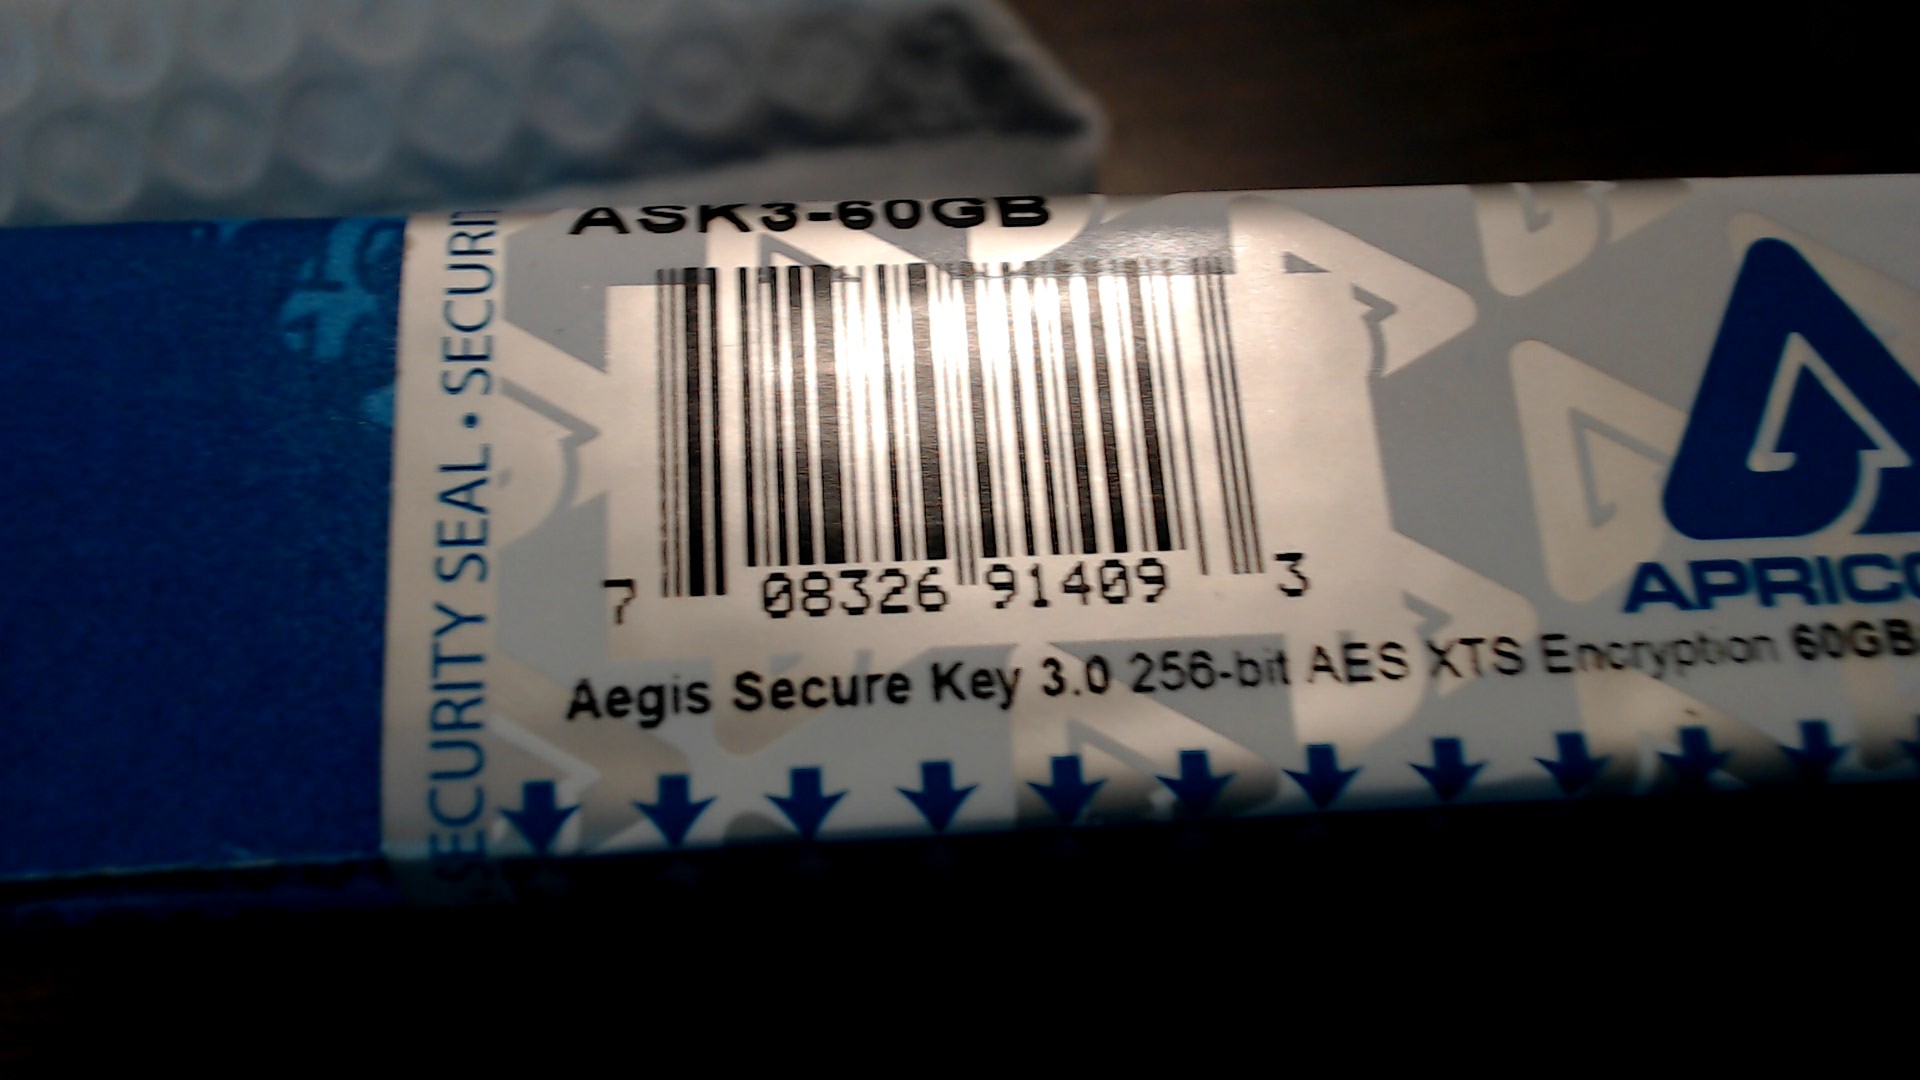 ASK3-60GB
SECURITY SEAL • SECURIT
7 08326 91409 3
APRICO
Aegis Secure Key 3.0 256-bit AES XTS Encryption 60GB